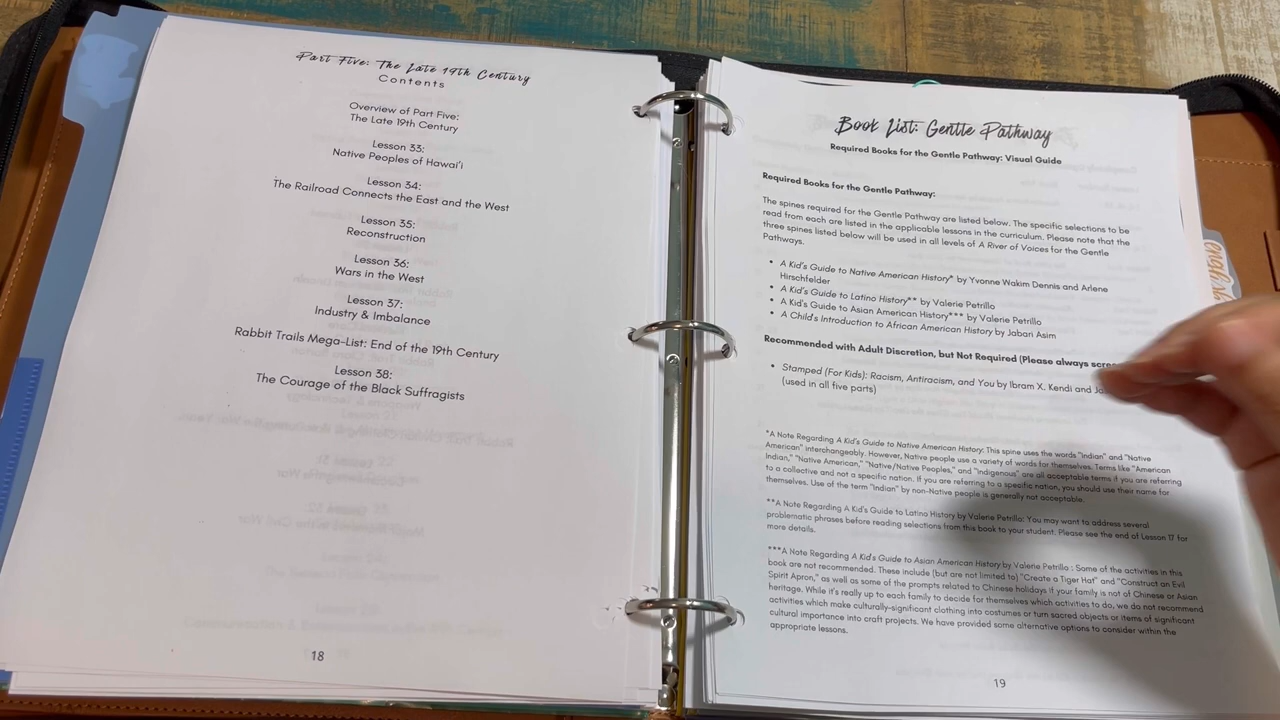 Part Five: The Late 19th Century
Contents
Overview of Part Five:
The Late 19th Century
Lesson 33:
Native Peoples of Hawai'i
Lesson 34:
The Railroad Connects the East and the West
Lesson 35:
Reconstruction
Lesson 36:
Wars in the West
Lesson 37:
Industry & Imbalance
Rabbit Trails Mega-List: End of the 19th Century
Lesson 38:
The Courage of the Black Suffragists
18
Book List: Gentle Pathway
Required Books for the Gentle Pathway: Visual Guide
Required Books for the Gentle Pathway:
The spines required for the Gentle Pathway are listed below. The specific selections to be
read from each are listed in the applicable lessons in the curriculum. Please note that the
three spines listed below will be used in all levels of A River of Voices for the Gentle
Pathways.
• A Kid's Guide to Native American History* by Yvonne Wakim Dennis and Arlene
Hirschfelder
• A Kid's Guide to Latino History** by Valerie Petrillo
• A Kid's Guide to Asian American History*** by Valerie Petrillo
• A Child's Introduction to African American History by Jabari Asim
Recommended with Adult Discretion, but Not Required (Please always
• Stamped (For Kids): Racism, Antiracism, and You by Ibram X. Kendi and
(used in all five parts)
*A Note Regarding A Kid's Guide to Native American History: This spine uses the words "Indian" and "Native
American" interchangeably. However, Native people use a variety of words for themselves. Terms like "American
Indian," "Native American," "Native/Native Peoples," and "Indigenous" are all acceptable terms if you are referring
to a collective and not a specific nation. If you are referring to a specific nation, you should use their name for
themselves. Use of the term "Indian" by non-Native people is generally not acceptable.
**A Note Regarding A Kid's Guide to Latino History by Valerie Petrillo: You may want to address several
problematic phrases before reading selections from this book to your student. Please see the end of Lesson 17 for
more details.
***A Note Regarding A Kid's Guide to Asian American History by Valerie Petrillo : Some of the activities in this
book are not recommended. These include (but are not limited to) "Create a Tiger Hat" and "Construct an Evil
Spirit Apron," as well as some of the prompts related to Chinese holidays if your family is not of Chinese or Asian
heritage. While it's really up to each family to decide for themselves which activities to do, we do not recommend
activities which make culturally-significant clothing into costumes or turn sacred objects or items of significant
cultural importance into craft projects. We have provided some alternative options to consider within the
appropriate lessons.
19